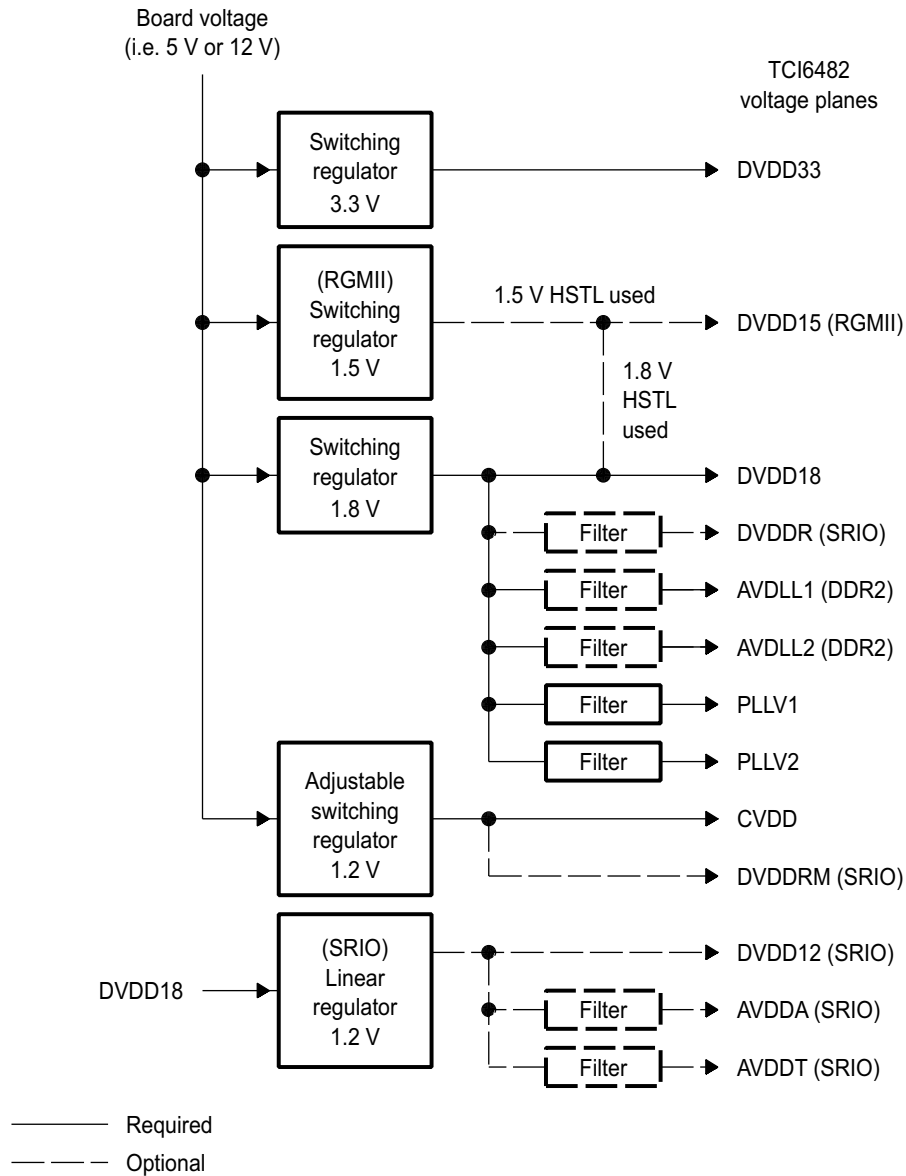 Board voltage
(i.e. 5 V or 12 V)
TCI6482
voltage planes
Switching
regulator
3.3 V
DVDD33
(RGMII)
Switching
regulator
1.5 V
1.5 V HSTL used
DVDD15 (RGMII)
1.8 V
HSTL
used
Switching
regulator
1.8 V
DVDD18
Filter
DVDDR (SRIO)
Filter
AVDLL1 (DDR2)
Filter
AVDLL2 (DDR2)
Filter
PLLV1
Filter
PLLV2
Adjustable
switching
regulator
1.2 V
CVDD
DVDDRM (SRIO)
DVDD18
(SRIO)
Linear
regulator
1.2 V
DVDD12 (SRIO)
Filter
AVDDA (SRIO)
Filter
AVDDT (SRIO)
Required
Optional